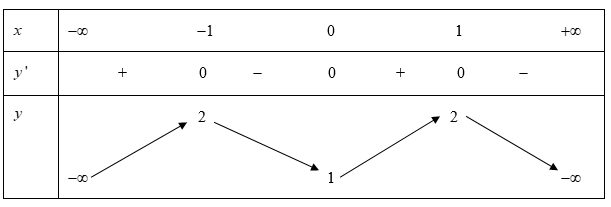 x −∞ −1 0 1 +∞
y' + 0 − 0 + 0 −
y 2 2
−∞ 1 −∞